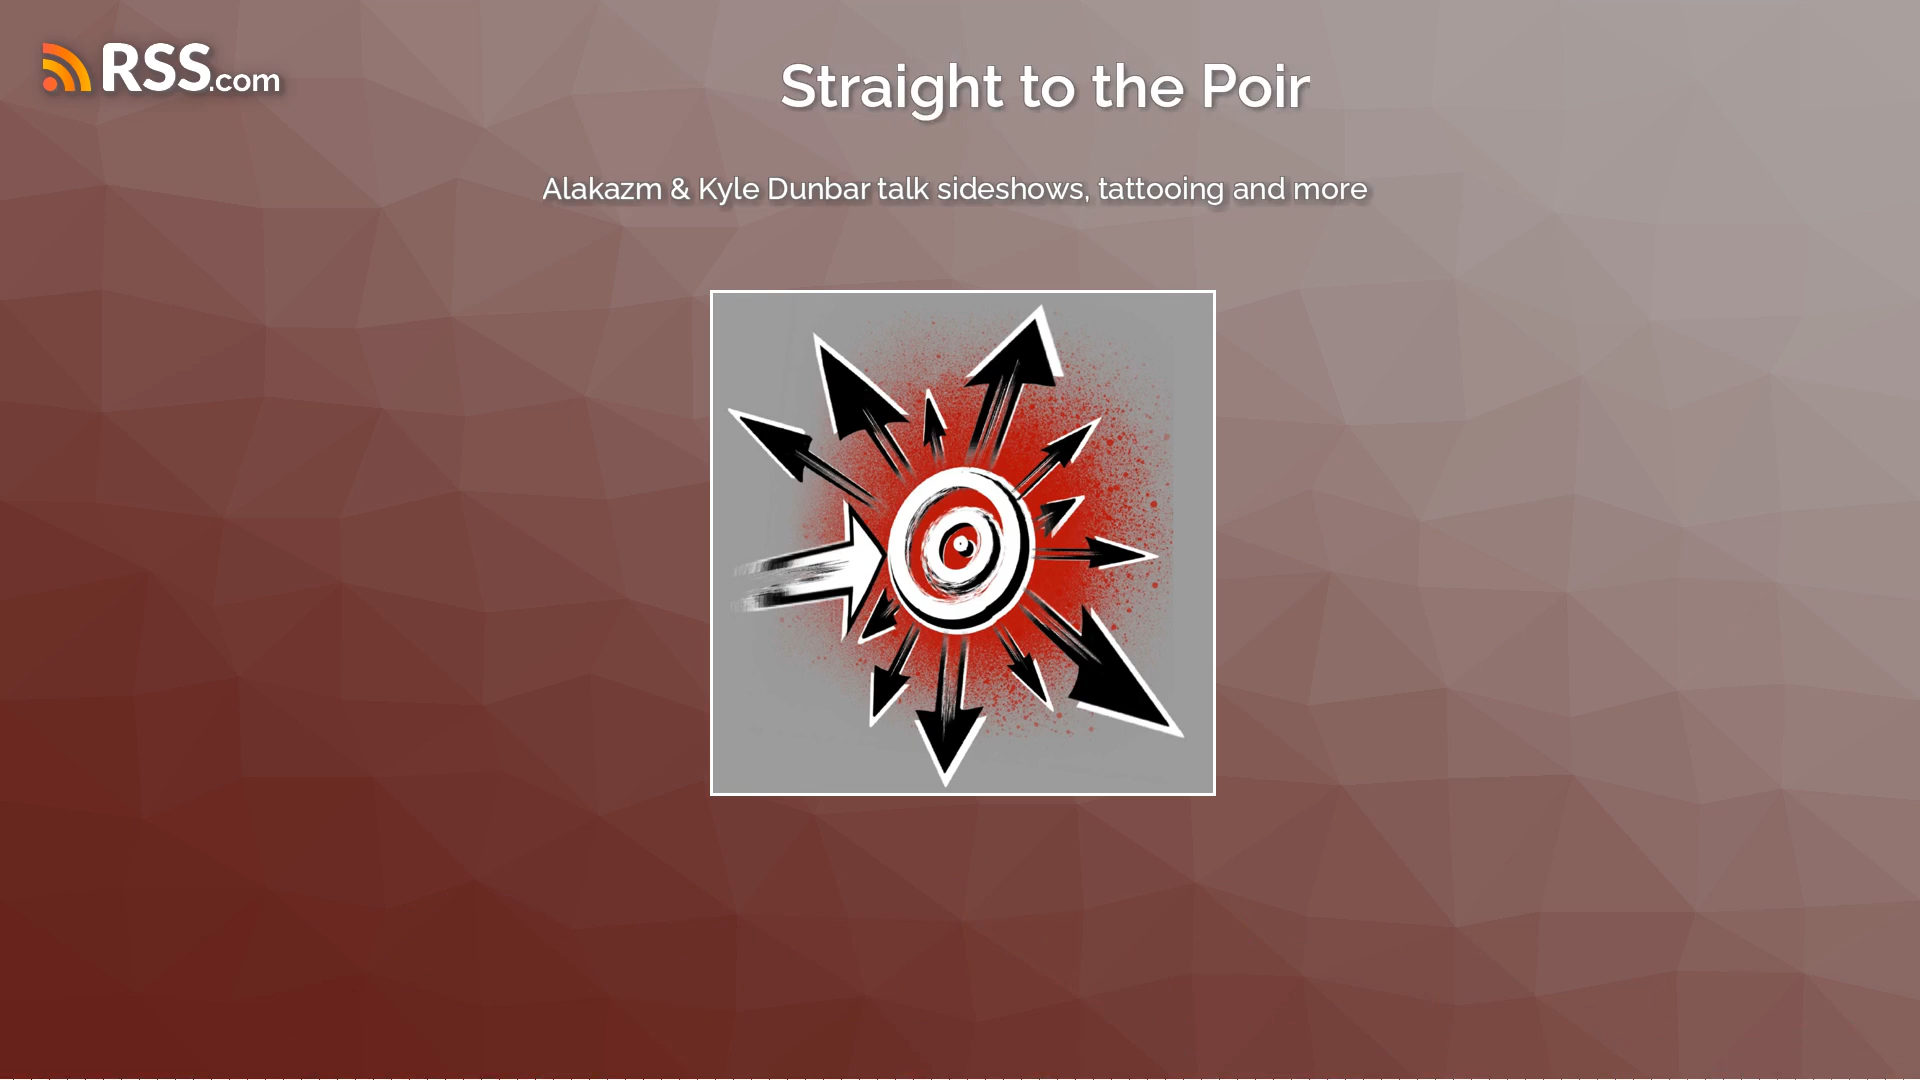 RSS.com
Straight to the Poir
Alakazm & Kyle Dunbar talk sideshows, tattooing and more